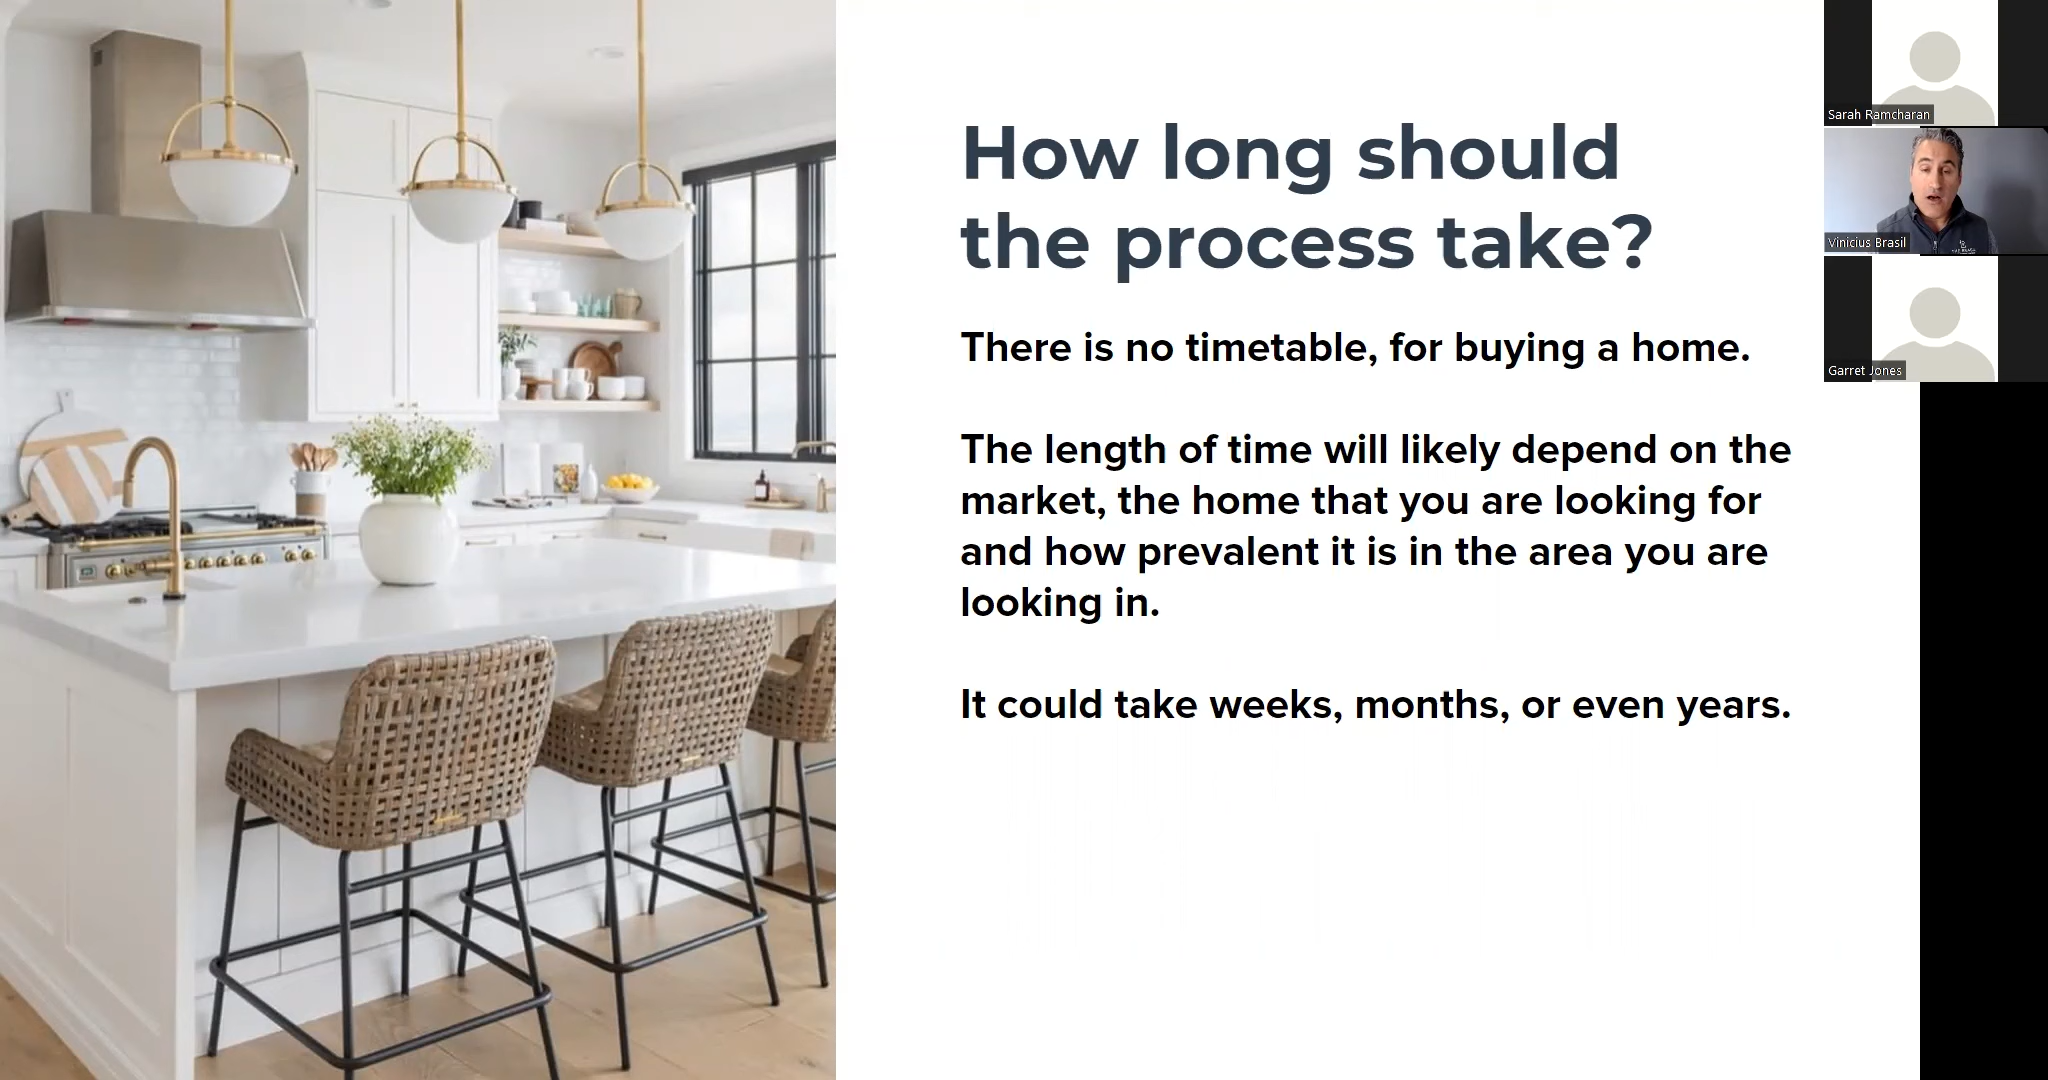 How long should
the process take?
There is no timetable, for buying a home.
The length of time will likely depend on the
market, the home that you are looking for
and how prevalent it is in the area you are
looking in.
It could take weeks, months, or even years.
Sarah Ramcharan
Vinicius Brasil
Garret Jones